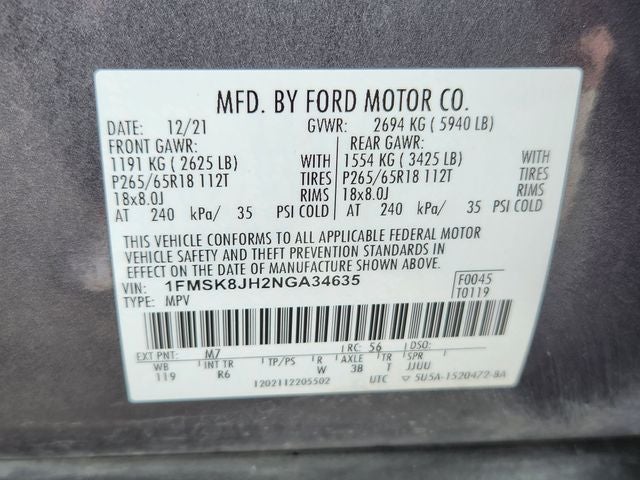 MFD. BY FORD MOTOR CO.
DATE: 12/21 GVWR: 2694 KG ( 5940 LB)
FRONT GAWR: REAR GAWR:
1191 KG ( 2625 LB) WITH 1554 KG ( 3425 LB) WITH
P265/65R18 112T TIRES P265/65R18 112T TIRES
18x8.0J RIMS 18x8.0J RIMS
AT 240 kPa/ 35 PSI COLD AT 240 kPa/ 35 PSI COLD
THIS VEHICLE CONFORMS TO ALL APPLICABLE FEDERAL MOTOR
VEHICLE SAFETY AND THEFT PREVENTION STANDARDS IN
EFFECT ON THE DATE OF MANUFACTURE SHOWN ABOVE.
VIN: 1FMSK8JH2NGA34635 F0045
TYPE: MPV T0119
EXT PNT: M7 RC: 56 DSO:
WB INT TR TP/PS R AXLE TR SPR
119 R6 W 3B T JJUU
1202112205502 UTC 5U5A-1520472-BA